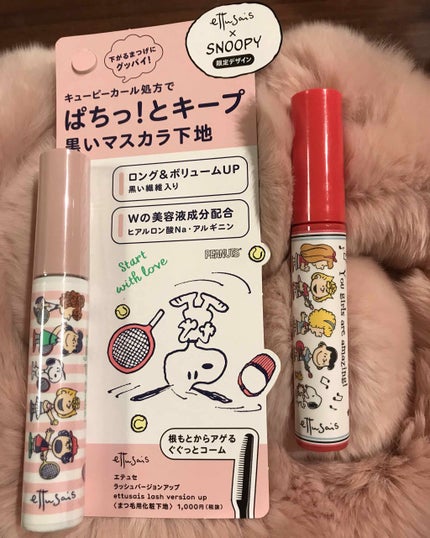 ettusais
×
SNOOPY
限定デザイン
下がるまつげに
グッバイ!
キューピーカール処方で
ぱちっ!とキープ
黒いマスカラ下地
ロング&ボリュームUP
黒い繊維入り
Wの美容液成分配合
ヒアルロン酸Na・アルギニン
Start
with love
PEANUTS
根もとからアゲる
ぐぐっとコーム
ettusais
エテュセ
ラッシュバージョンアップ
ettusais lash version up
〈まつ毛用化粧下地〉 1,000円(税抜)
ettusais
You girls are amazing!
ettusais